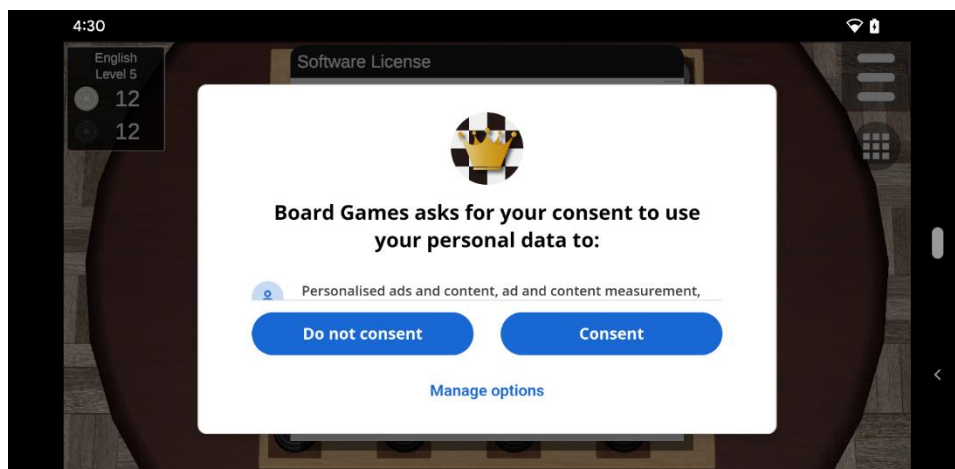 4:30
English
Level 5
12
12
Software License
Board Games asks for your consent to use
your personal data to:
Personalised ads and content, ad and content measurement,
Do not consent
Consent
Manage options